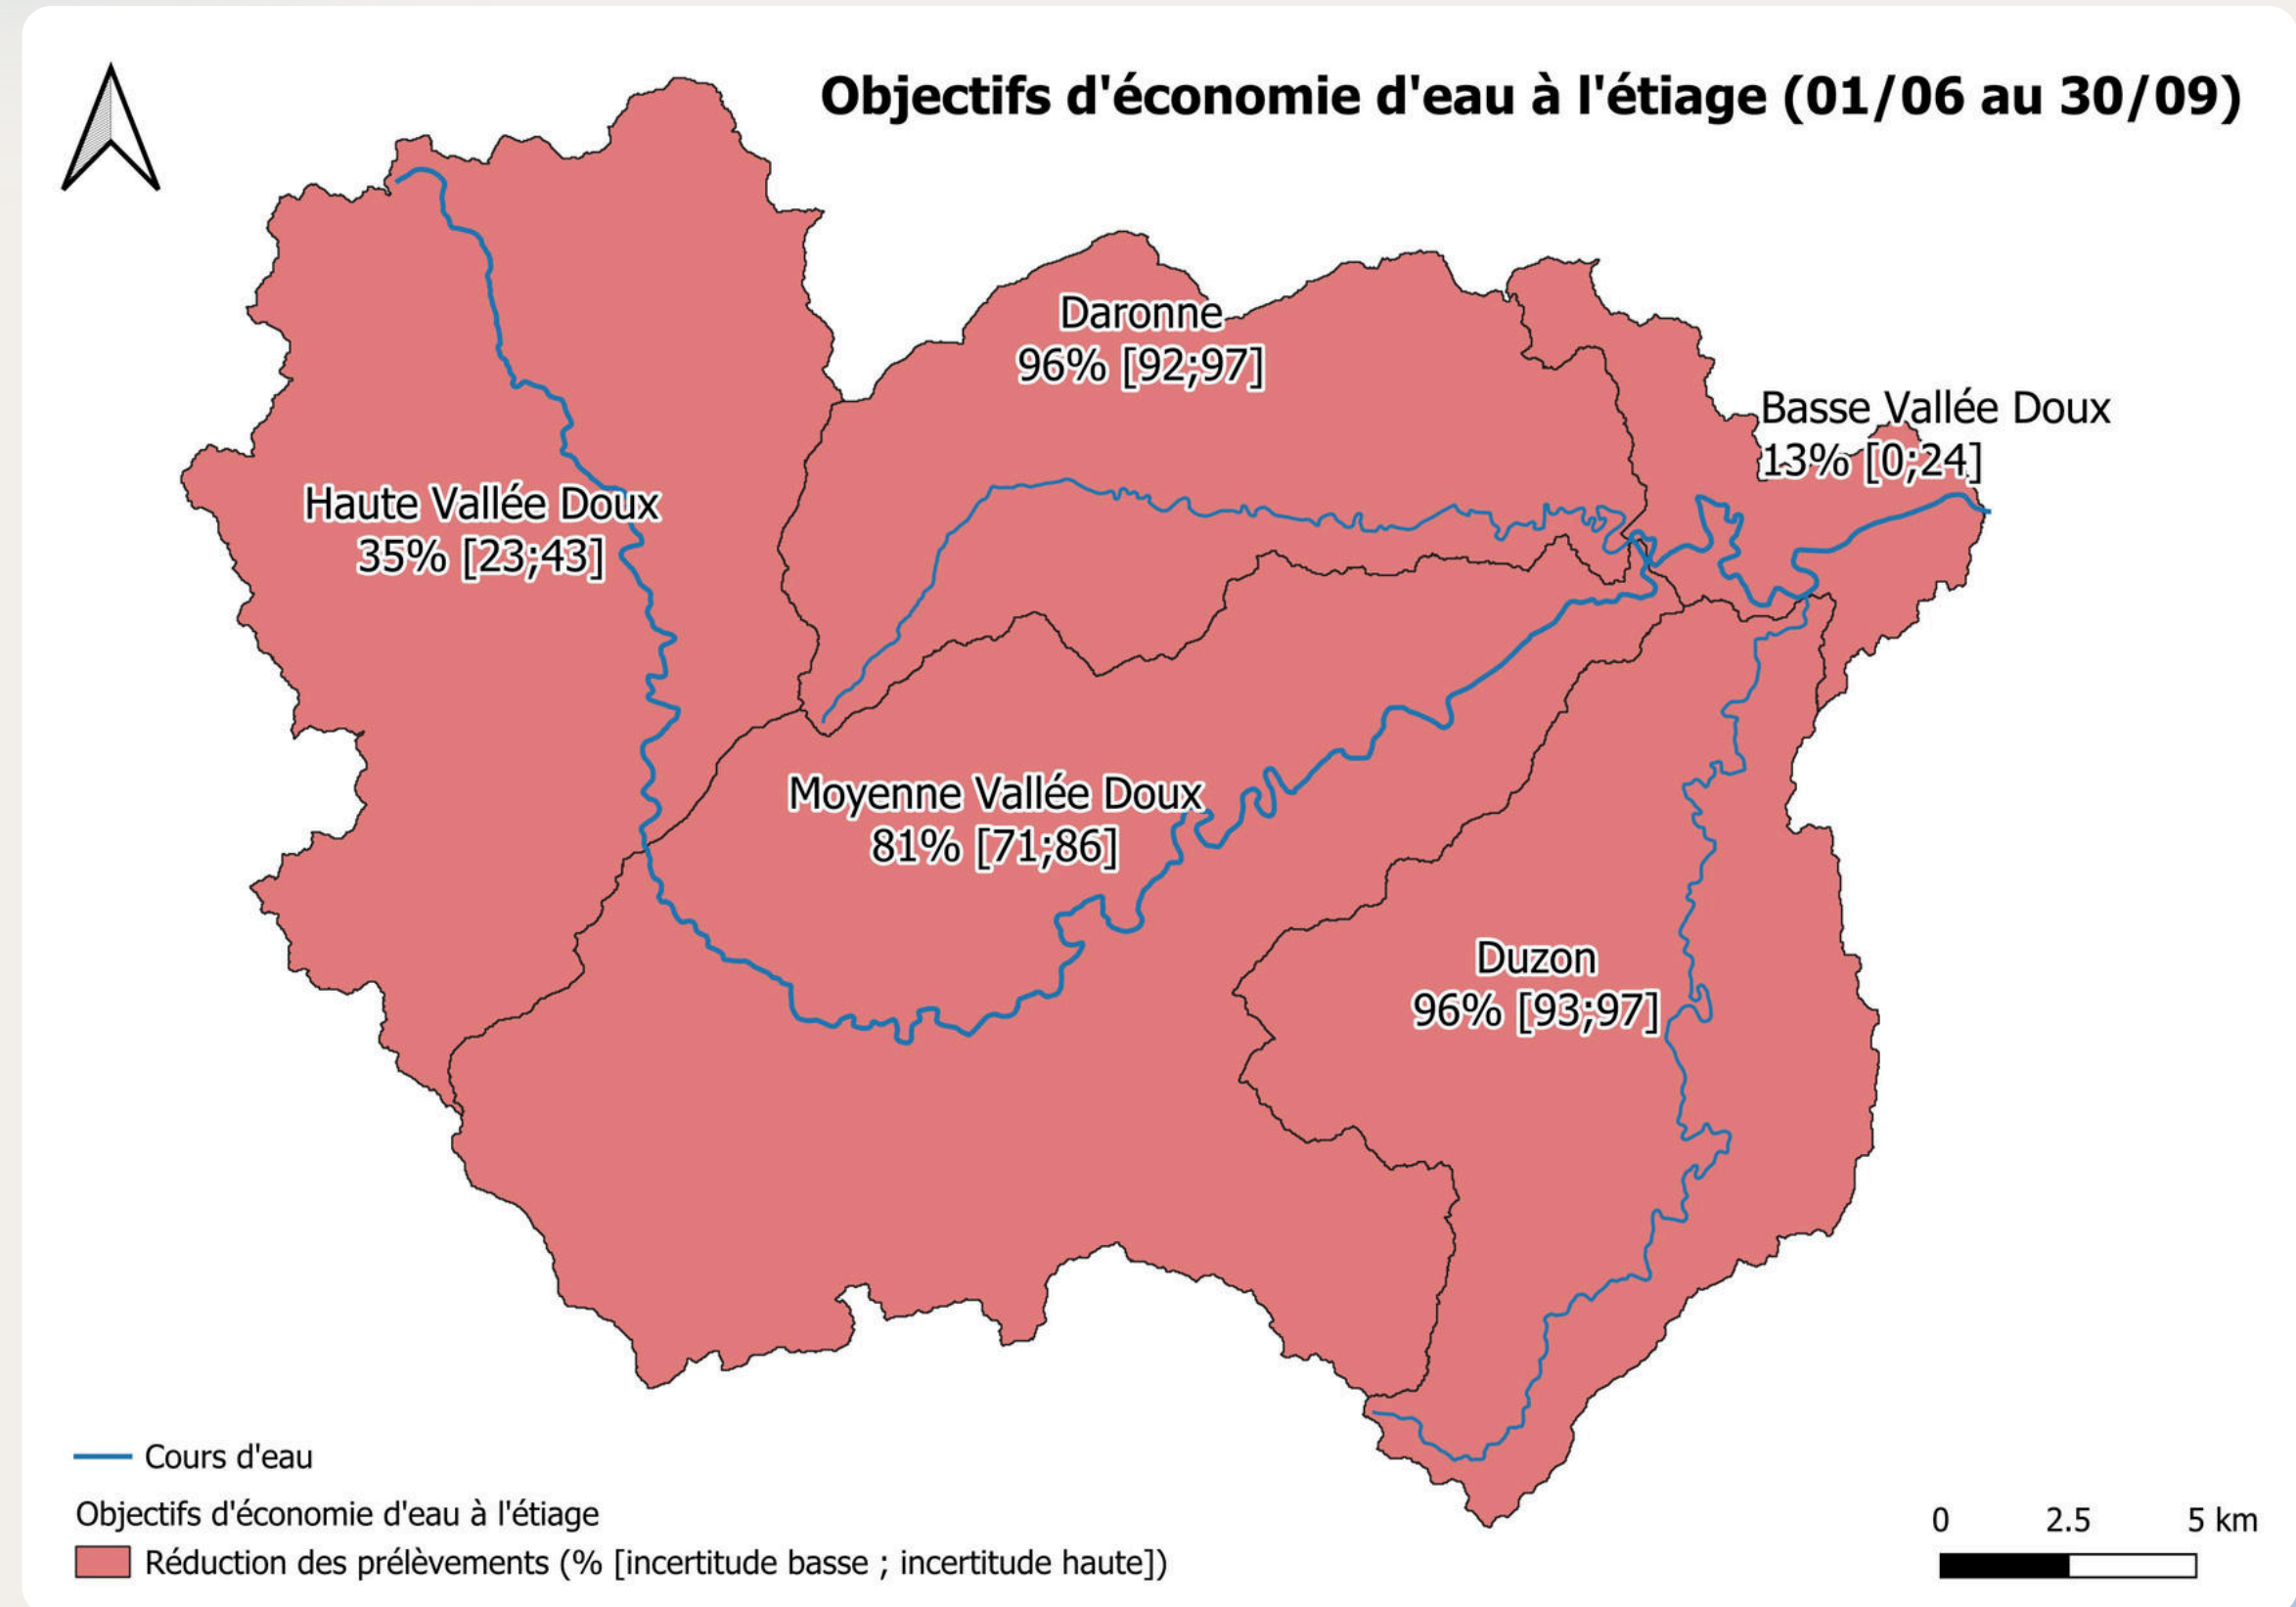 Objectifs d'économie d'eau à l'étiage (01/06 au 30/09)
Daronne
96% [92;97]
Basse Vallée Doux
13% [0;24]
Haute Vallée Doux
35% [23;43]
Moyenne Vallée Doux
81% [71;86]
Duzon
96% [93;97]
Cours d'eau
Objectifs d'économie d'eau à l'étiage
Réduction des prélèvements (% [incertitude basse ; incertitude haute])
0 2.5 5 km